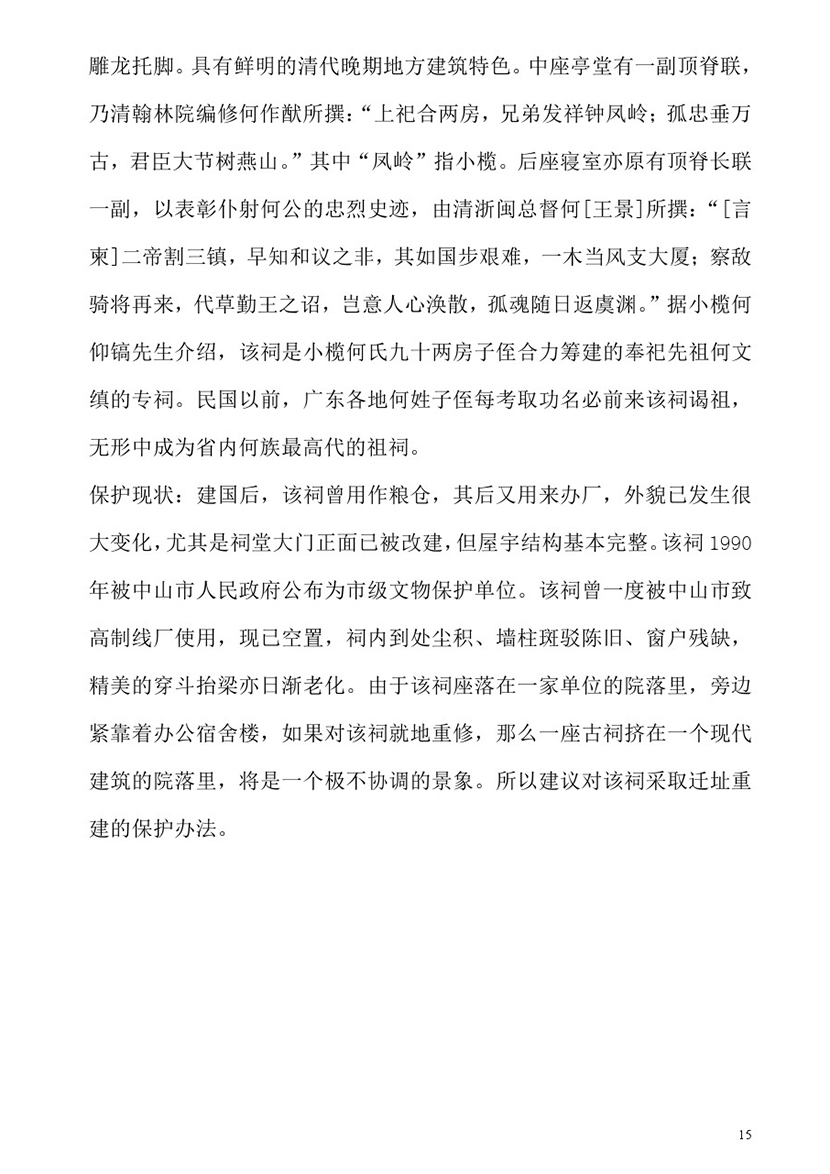 雕龙托脚。具有鲜明的清代晚期地方建筑特色。中座亭堂有一副顶脊联，
乃清翰林院编修何作猷所撰：“上祀合两房，兄弟发祥钟凤岭；孤忠垂万
古，君臣大节树燕山。”其中“凤岭”指小榄。后座寝室亦原有顶脊长联
一副，以表彰仆射何公的忠烈史迹，由清浙闽总督何[王景]所撰：“[言
柬]二帝割三镇，早知和议之非，其如国步艰难，一木当风支大厦；察敌
骑将再来，代草勤王之诏，岂意人心涣散，孤魂随日返虞渊。”据小榄何
仰镐先生介绍，该祠是小榄何氏九十两房子侄合力筹建的奉祀先祖何文
缜的专祠。民国以前，广东各地何姓子侄每考取功名必前来该祠谒祖，
无形中成为省内何族最高代的祖祠。
保护现状：建国后，该祠曾用作粮仓，其后又用来办厂，外貌已发生很
大变化，尤其是祠堂大门正面已被改建，但屋宇结构基本完整。该祠 1990
年被中山市人民政府公布为市级文物保护单位。该祠曾一度被中山市致
高制线厂使用，现已空置，祠内到处尘积、墙柱斑驳陈旧、窗户残缺，
精美的穿斗抬梁亦日渐老化。由于该祠座落在一家单位的院落里，旁边
紧靠着办公宿舍楼，如果对该祠就地重修，那么一座古祠挤在一个现代
建筑的院落里，将是一个极不协调的景象。所以建议对该祠采取迁址重
建的保护办法。
15